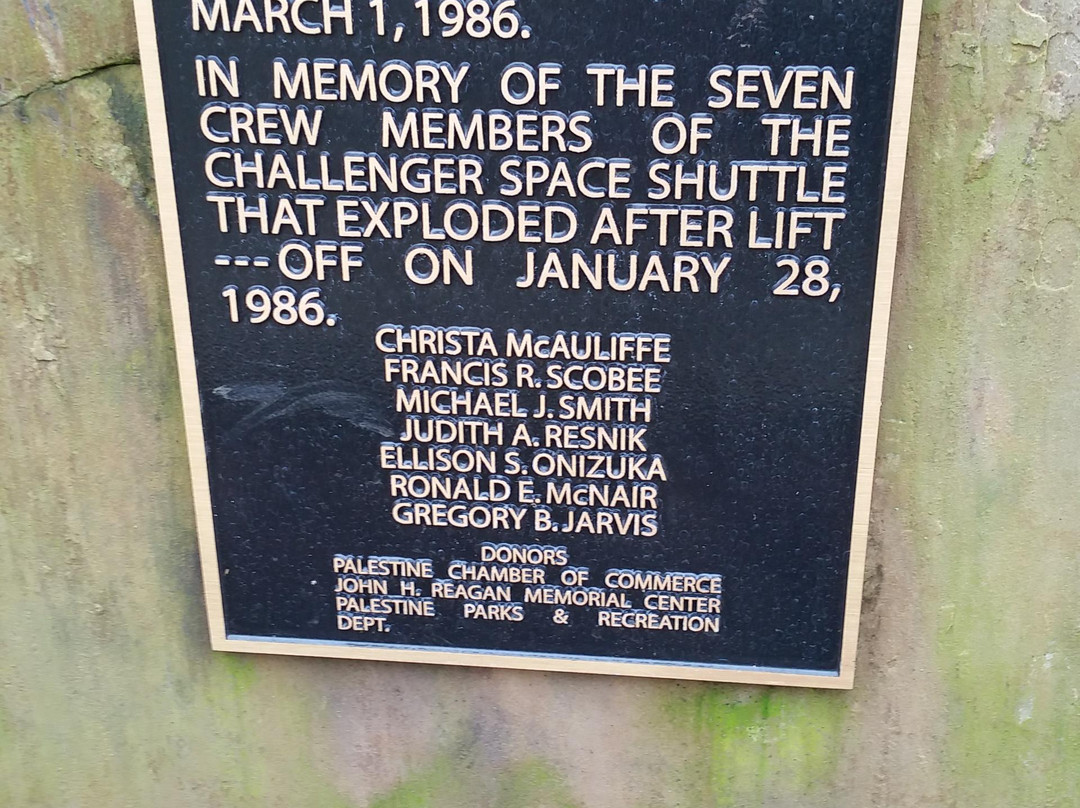 MARCH 1, 1986.
IN MEMORY OF THE SEVEN
CREW MEMBERS OF THE
CHALLENGER SPACE SHUTTLE
THAT EXPLODED AFTER LIFT
---OFF ON JANUARY 28,
1986.
CHRISTA McAULIFFE
FRANCIS R. SCOBEE
MICHAEL J. SMITH
JUDITH A. RESNIK
ELLISON S. ONIZUKA
RONALD E. McNAIR
GREGORY B. JARVIS
DONORS
PALESTINE CHAMBER OF COMMERCE
JOHN H. REAGAN MEMORIAL CENTER
PALESTINE PARKS & RECREATION
DEPT.